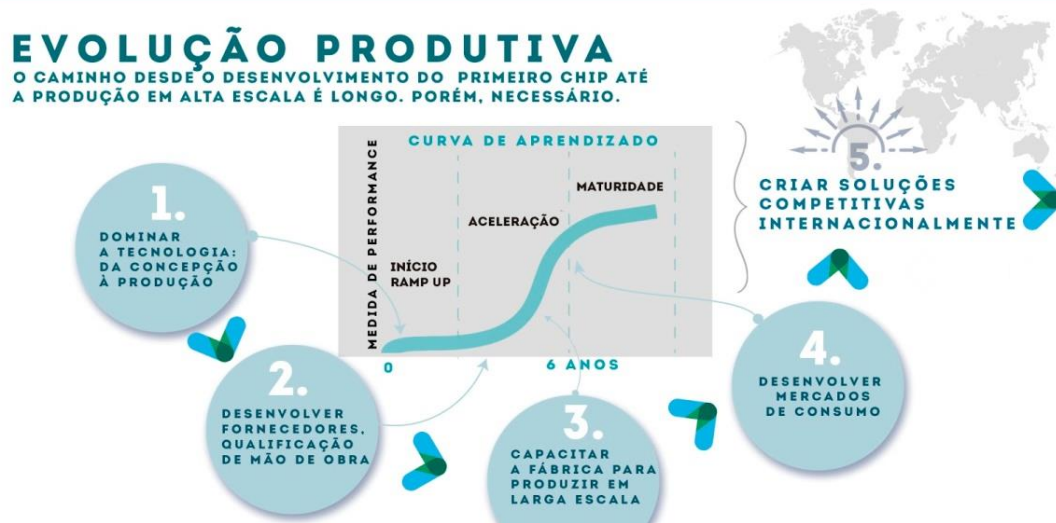 EVOLUÇÃO PRODUTIVA
O CAMINHO DESDE O DESENVOLVIMENTO DO PRIMEIRO CHIP ATÉ
A PRODUÇÃO EM ALTA ESCALA É LONGO. PORÉM, NECESSÁRIO.
1.
DOMINAR
A TECNOLOGIA:
DA CONCEPÇÃO
À PRODUÇÃO
2.
DESENVOLVER
FORNECEDORES,
QUALIFICAÇÃO
DE MÃO DE OBRA
CURVA DE APRENDIZADO
MEDIDA DE PERFORMANCE
INÍCIO
RAMP UP
ACELERAÇÃO
MATURIDADE
0
6 ANOS
3.
CAPACITAR
A FÁBRICA PARA
PRODUZIR EM
LARGA ESCALA
4.
DESENVOLVER
MERCADOS
DE CONSUMO
5.
CRIAR SOLUÇÕES
COMPETITIVAS
INTERNACIONALMENTE